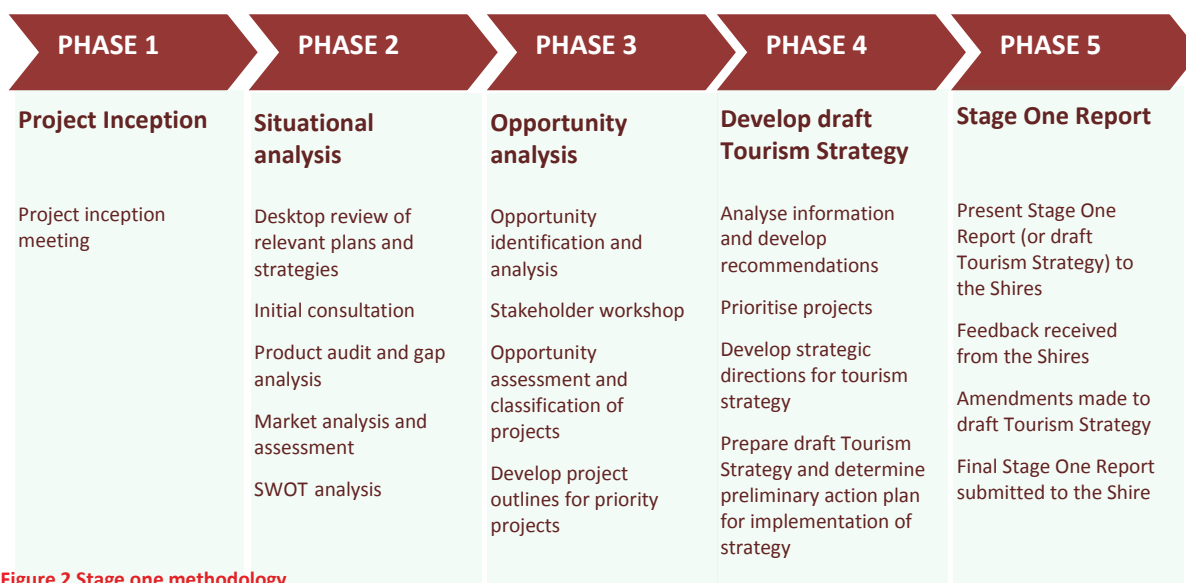 PHASE 1
PHASE 2
PHASE 3
PHASE 4
PHASE 5
Project Inception
Project inception
meeting
Situational
analysis
Desktop review of
relevant plans and
strategies
Initial consultation
Product audit and gap
analysis
Market analysis and
assessment
SWOT analysis
Opportunity
analysis
Opportunity
identification and
analysis
Stakeholder workshop
Opportunity
assessment and
classification of
projects
Develop project
outlines for priority
projects
Develop draft
Tourism Strategy
Analyse information
and develop
recommendations
Prioritise projects
Develop strategic
directions for tourism
strategy
Prepare draft Tourism
Strategy and determine
preliminary action plan
for implementation of
strategy
Stage One Report
Present Stage One
Report (or draft
Tourism Strategy) to
the Shires
Feedback received
from the Shires
Amendments made to
draft Tourism Strategy
Final Stage One Report
submitted to the Shire
Figure 2 Stage one methodology